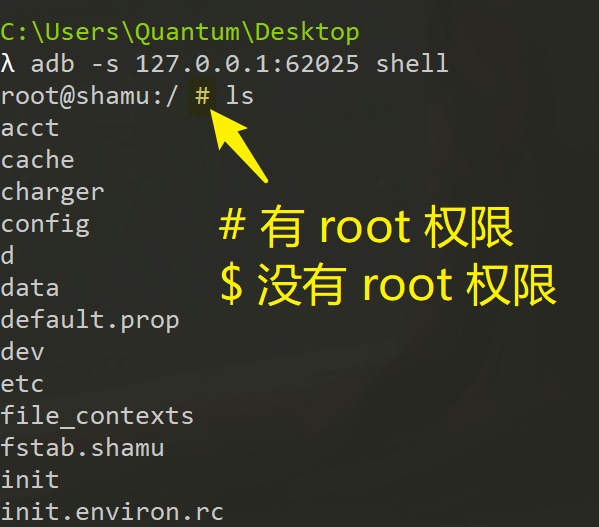 C:\Users\Quantum\Desktop
λ adb -s 127.0.0.1:62025 shell
root@shamu:/ # ls
acct
cache
charger
config
# 有 root 权限
d
data
$ 没有 root 权限
default.prop
dev
etc
file_contexts
fstab.shamu
init
init.environ.rc